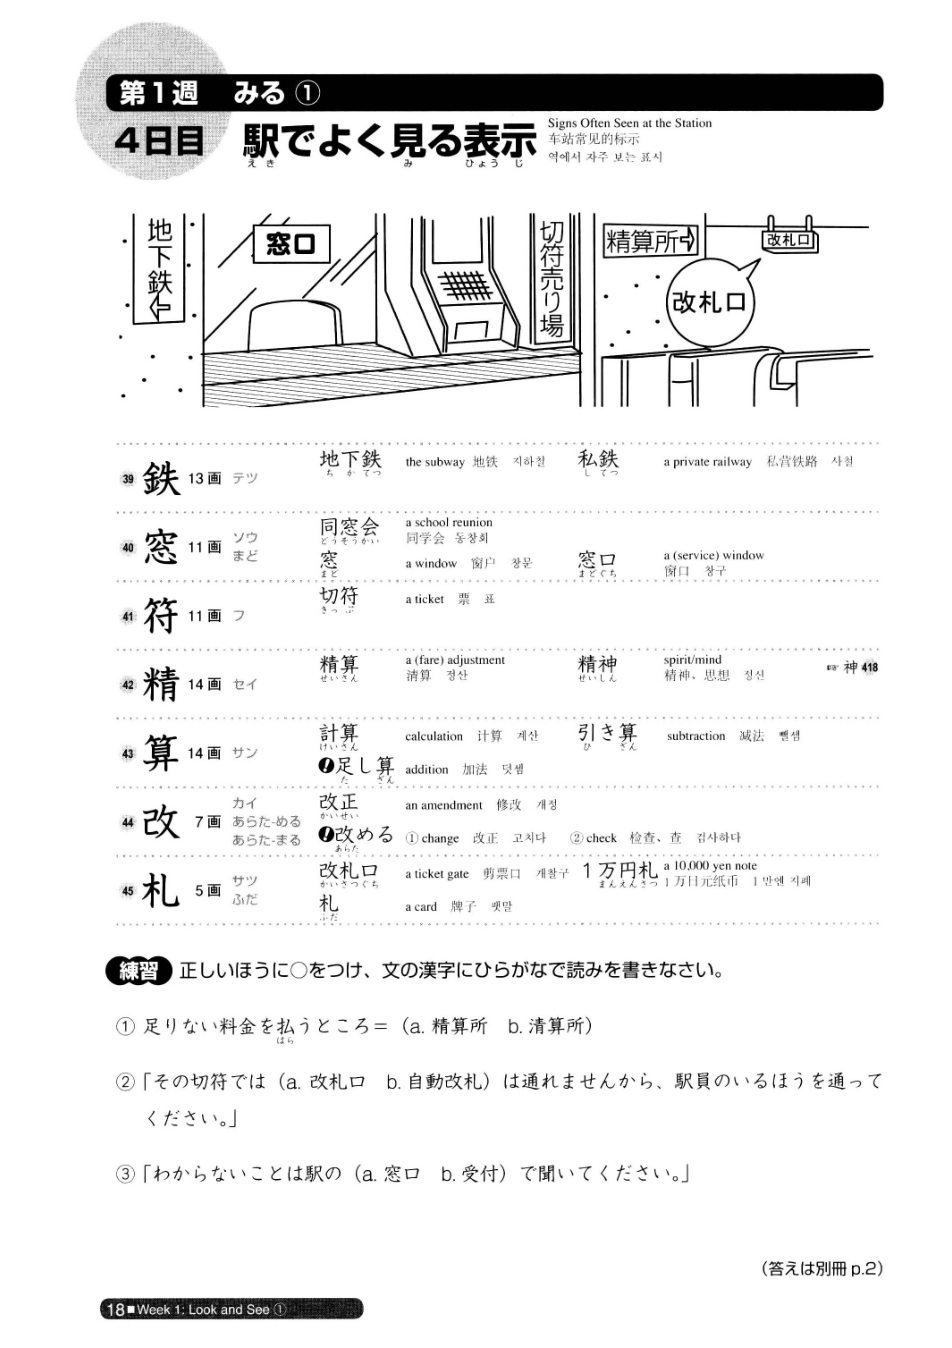 第1週 みる①
4日目 駅でよく見る表示
えき み ひょうじ
Signs Often Seen at the Station
车站常见的标示
역에서 자주 보는 표시
地下鉄
窓口
切符売り場
精算所
改札口
改札口
39 鉄 13画 テツ 地下鉄 ちかてつ the subway 地铁 지하철 私鉄 してつ a private railway 私营铁路 사철
40 窓 11画 ソウ まど 同窓会 どうそうかい a school reunion 同学会 동창회
窓 まど a window 窗户 창문 窓口 まどぐち a (service) window 窗口 창구
41 符 11画 フ 切符 きっぷ a ticket 票 표
42 精 14画 セイ 精算 せいさん a (fare) adjustment 清算 정산 精神 せいしん spirit/mind 精神、思想 정신 ☞神418
43 算 14画 サン 計算 けいさん calculation 计算 계산 引き算 ひ ざん subtraction 减法 뺄셈
❗足し算 た ざん addition 加法 덧셈
44 改 7画 カイ あらた-める あらた-まる 改正 かいせい an amendment 修改 개정
❗改める あらた ①change 改正 고치다 ②check 检查、查 검사하다
45 札 5画 サツ ふだ 改札口 かいさつぐち a ticket gate 剪票口 개찰구 1万円札 まんえんさつ a 10,000 yen note 1万日元纸币 1만엔 지폐
札 ふだ a card 牌子 팻말
練習 正しいほうに○をつけ、文の漢字にひらがなで読みを書きなさい。
① 足りない料金を払うところ=(a. 精算所 b. 清算所)
はら
②「その切符では(a. 改札口 b. 自動改札)は通れませんから、駅員のいるほうを通って
ください。」
③「わからないことは駅の(a. 窓口 b. 受付)で聞いてください。」
(答えは別冊p.2)
18■Week 1: Look and See ①